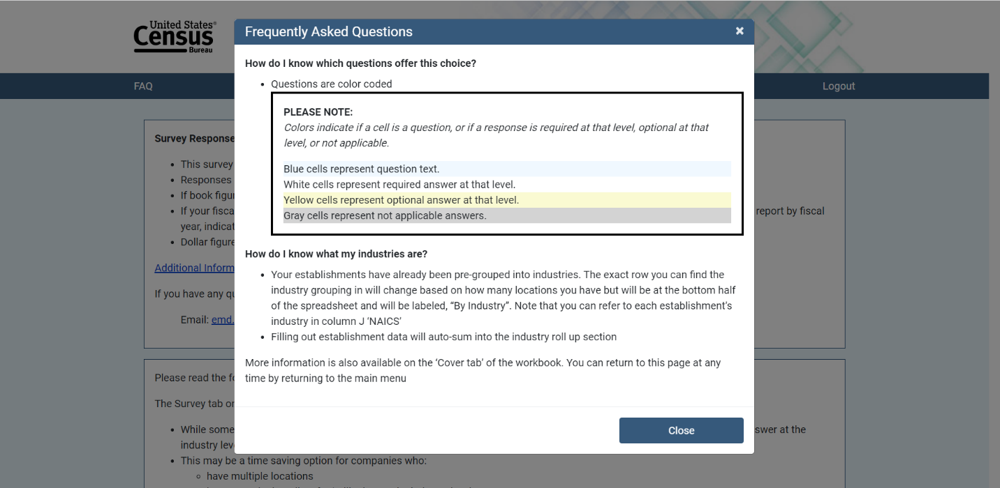 United States®
Census
Bureau
FAQ
Logout
Frequently Asked Questions
How do I know which questions offer this choice?
• Questions are color coded
PLEASE NOTE:
Colors indicate if a cell is a question, or if a response is required at that level, optional at that
level, or not applicable.
Blue cells represent question text.
White cells represent required answer at that level.
Yellow cells represent optional answer at that level.
Gray cells represent not applicable answers.
How do I know what my industries are?
• Your establishments have already been pre-grouped into industries. The exact row you can find the
industry grouping in will change based on how many locations you have but will be at the bottom half
of the spreadsheet and will be labeled, “By Industry”. Note that you can refer to each establishment’s
industry in column J ‘NAICS’
• Filling out establishment data will auto-sum into the industry roll up section
More information is also available on the ‘Cover tab’ of the workbook. You can return to this page at any
time by returning to the main menu
Close
Survey Response
• This survey
• Responses
• If book figu
• If your fisca
report by fiscal
year, indicat
• Dollar figure
Additional Inform
If you have any qu
Email: emd.
Please read the fo
The Survey tab on
• While some
swer at the
industry lev
• This may be a time saving option for companies who:
have multiple locations